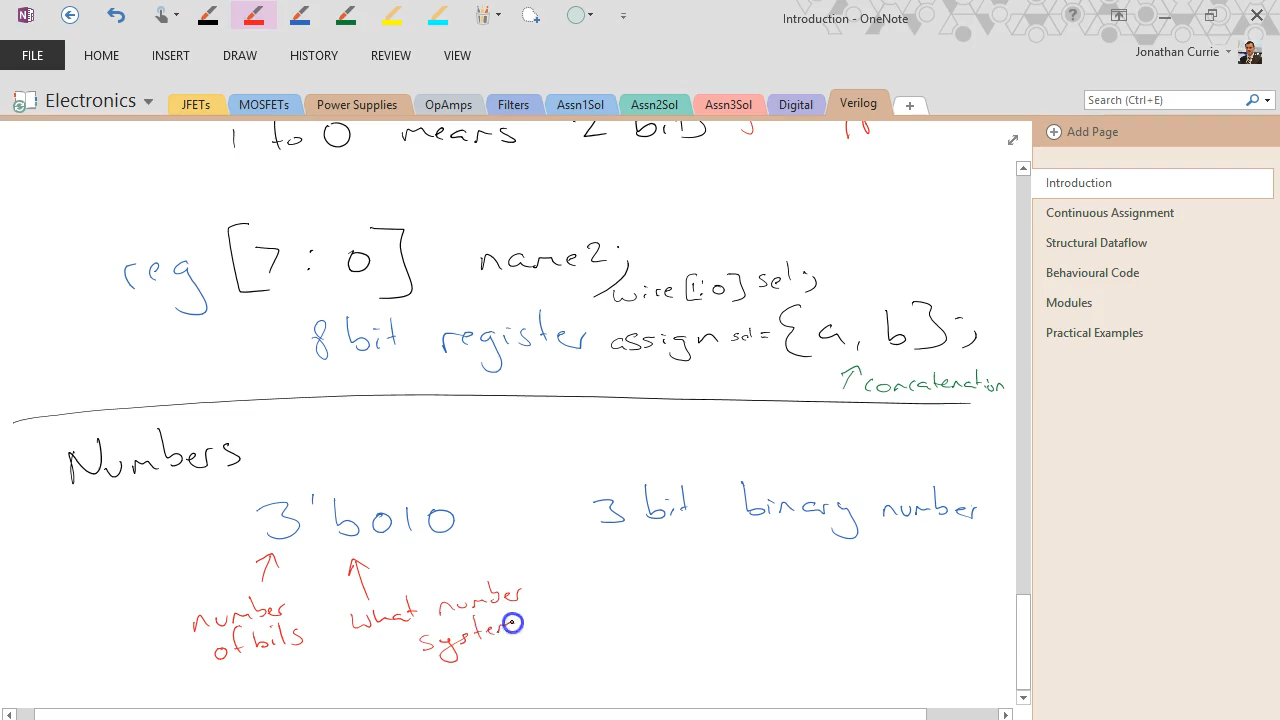 Introduction - OneNote
Jonathan Currie
FILE HOME INSERT DRAW HISTORY REVIEW VIEW
Electronics
JFETs MOSFETs Power Supplies OpAmps Filters Assn1Sol Assn2Sol Assn3Sol Digital Verilog
Search (Ctrl+E)
Add Page
Introduction
Continuous Assignment
Structural Dataflow
Behavioural Code
Modules
Practical Examples
1 to 0 means 2 bits
reg [7 : 0] name2;
wire [1:0] sel;
8 bit register
assign sel = {a, b};
concatenation
Numbers
3'b010 3 bit binary number
number
of bits
what number
system